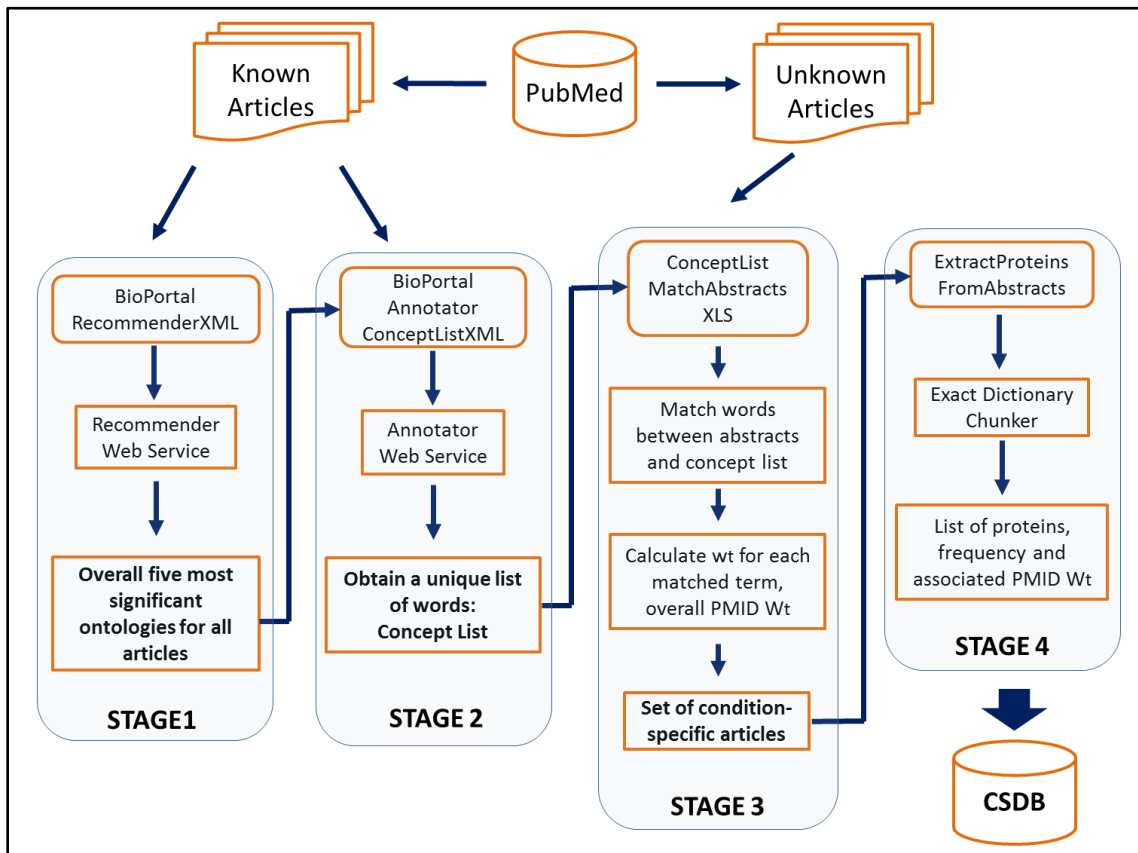 Known
Articles
PubMed
Unknown
Articles
BioPortal
RecommenderXML
Recommender
Web Service
Overall five most
significant
ontologies for all
articles
STAGE1
BioPortal
Annotator
ConceptListXML
Annotator
Web Service
Obtain a unique list
of words:
Concept List
STAGE 2
ConceptList
MatchAbstracts
XLS
Match words
between abstracts
and concept list
Calculate wt for each
matched term,
overall PMID Wt
Set of condition-
specific articles
STAGE 3
ExtractProteins
FromAbstracts
Exact Dictionary
Chunker
List of proteins,
frequency and
associated PMID Wt
STAGE 4
CSDB